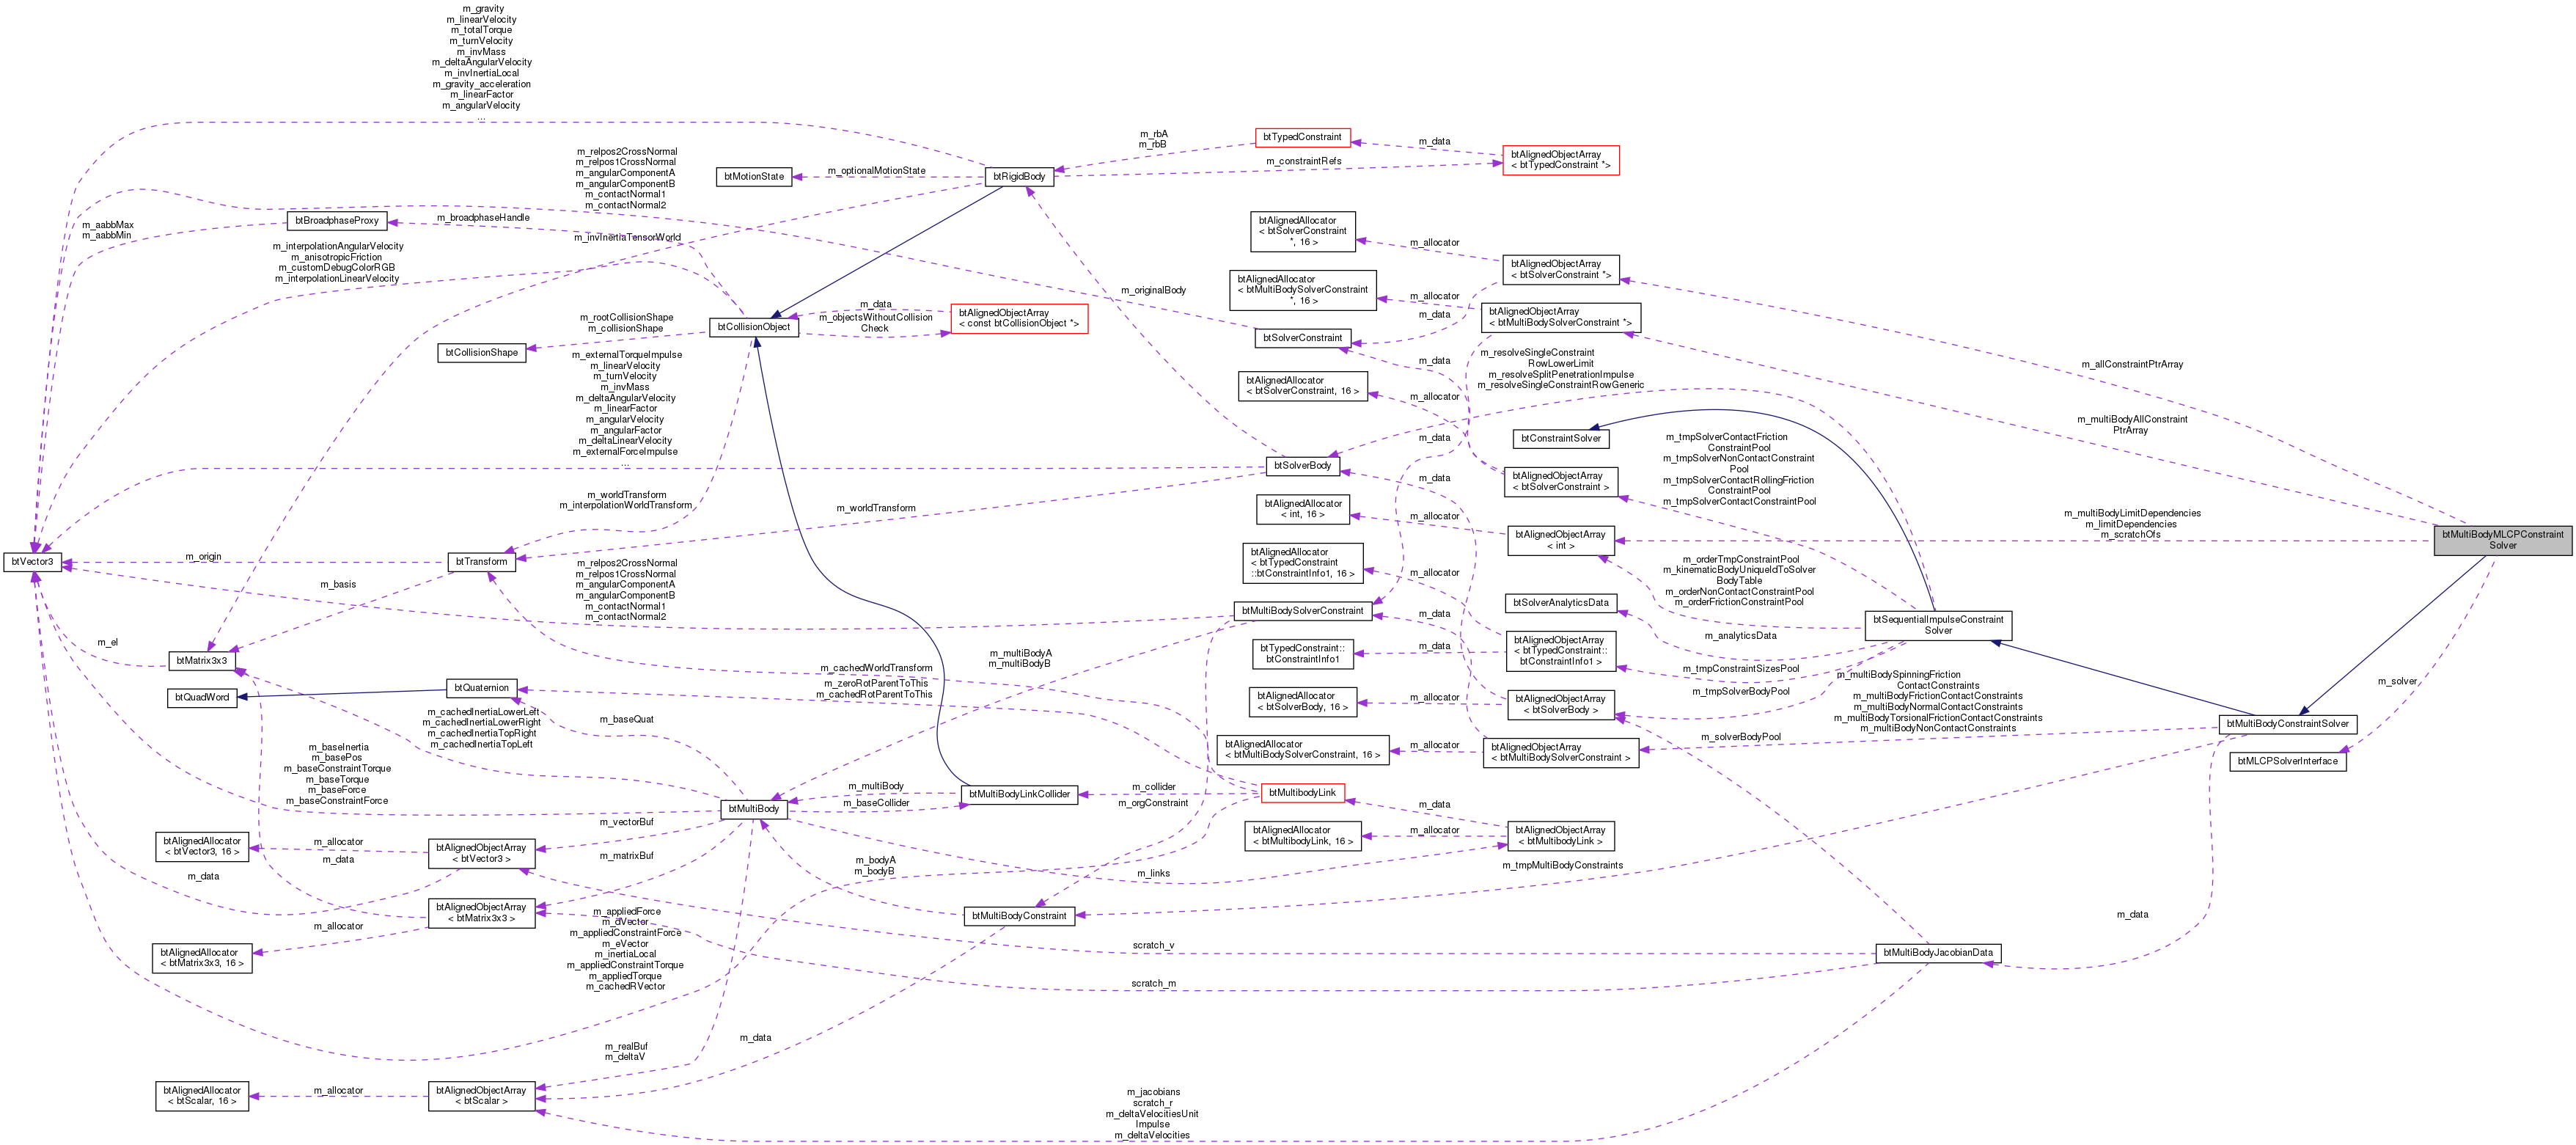 m_gravity
m_linearVelocity
m_totalTorque
m_turnVelocity
m_invMass
m_deltaAngularVelocity
m_invInertiaLocal
m_gravity_acceleration
m_linearFactor
m_angularVelocity
...
m_rbA
m_rbB
btTypedConstraint
m_data
btAlignedObjectArray
< btTypedConstraint *>
m_constraintRefs
m_relpos2CrossNormal
m_relpos1CrossNormal
m_angularComponentA
m_angularComponentB
m_contactNormal1
m_contactNormal2
btMotionState
m_optionalMotionState
btRigidBody
btBroadphaseProxy
m_broadphaseHandle
m_aabbMax
m_aabbMin
m_invInertiaTensorWorld
m_interpolationAngularVelocity
m_anisotropicFriction
m_customDebugColorRGB
m_interpolationLinearVelocity
btAlignedAllocator
< btSolverConstraint
*, 16 >
m_allocator
btAlignedObjectArray
< btSolverConstraint *>
m_originalBody
btAlignedAllocator
< btMultiBodySolverConstraint
*, 16 >
m_allocator
m_data
btAlignedObjectArray
< btMultiBodySolverConstraint *>
m_rootCollisionShape
m_collisionShape
btCollisionObject
m_data
m_objectsWithoutCollision
Check
btAlignedObjectArray
< const btCollisionObject *>
btSolverConstraint
btCollisionShape
m_data
m_resolveSingleConstraint
RowLowerLimit
m_resolveSplitPenetrationImpulse
m_resolveSingleConstraintRowGeneric
m_allConstraintPtrArray
m_externalTorqueImpulse
m_linearVelocity
m_turnVelocity
m_invMass
m_deltaAngularVelocity
m_linearFactor
m_angularVelocity
m_angularFactor
m_deltaLinearVelocity
m_externalForceImpulse
...
btAlignedAllocator
< btSolverConstraint, 16 >
m_allocator
m_multiBodyAllConstraint
PtrArray
btConstraintSolver
m_data
m_tmpSolverContactFriction
ConstraintPool
m_tmpSolverNonContactConstraint
Pool
m_tmpSolverContactRollingFriction
ConstraintPool
m_tmpSolverContactConstraintPool
btSolverBody
m_data
btAlignedObjectArray
< btSolverConstraint >
m_worldTransform
m_interpolationWorldTransform
m_worldTransform
btAlignedAllocator
< int, 16 >
m_allocator
btAlignedObjectArray
< int >
m_multiBodyLimitDependencies
m_limitDependencies
m_scratchOfs
btMultiBodyMLCPConstraint
Solver
btVector3
m_origin
btTransform
m_basis
m_relpos2CrossNormal
m_relpos1CrossNormal
m_angularComponentA
m_angularComponentB
m_contactNormal1
m_contactNormal2
btAlignedAllocator
< btTypedConstraint
::btConstraintInfo1, 16 >
m_allocator
m_orderTmpConstraintPool
m_kinematicBodyUniqueIdToSolver
BodyTable
m_orderNonContactConstraintPool
m_orderFrictionConstraintPool
btSolverAnalyticsData
btMultiBodySolverConstraint
m_data
btSequentialImpulseConstraint
Solver
m_analyticsData
m_el
btMatrix3x3
m_multiBodyA
m_multiBodyB
btTypedConstraint::
btConstraintInfo1
m_data
btAlignedObjectArray
< btTypedConstraint::
btConstraintInfo1 >
m_tmpConstraintSizesPool
m_cachedWorldTransform
m_zeroRotParentToThis
m_cachedRotParentToThis
m_solver
btQuadWord
btQuaternion
m_baseQuat
btAlignedAllocator
< btSolverBody, 16 >
m_allocator
btAlignedObjectArray
< btSolverBody >
m_tmpSolverBodyPool
m_multiBodySpinningFriction
ContactConstraints
m_multiBodyFrictionContactConstraints
m_multiBodyNormalContactConstraints
m_multiBodyTorsionalFrictionContactConstraints
m_multiBodyNonContactConstraints
m_cachedInertiaLowerLeft
m_cachedInertiaLowerRight
m_cachedInertiaTopRight
m_cachedInertiaTopLeft
btMultiBodyConstraintSolver
m_solverBodyPool
btAlignedAllocator
< btMultiBodySolverConstraint, 16 >
m_allocator
btAlignedObjectArray
< btMultiBodySolverConstraint >
btMLCPSolverInterface
m_baseInertia
m_basePos
m_baseConstraintTorque
m_baseTorque
m_baseForce
m_baseConstraintForce
btMultiBody
m_multiBody
m_baseCollider
btMultiBodyLinkCollider
m_collider
m_orgConstraint
btMultibodyLink
m_data
btAlignedAllocator
< btMultibodyLink, 16 >
m_allocator
btAlignedObjectArray
< btMultibodyLink >
m_vectorBuf
btAlignedAllocator
< btVector3, 16 >
m_allocator
btAlignedObjectArray
< btVector3 >
m_matrixBuf
m_data
m_data
m_bodyA
m_bodyB
m_links
m_tmpMultiBodyConstraints
btAlignedObjectArray
< btMatrix3x3 >
m_allocator
btAlignedAllocator
< btMatrix3x3, 16 >
m_appliedForce
m_dVector
m_appliedConstraintForce
m_eVector
m_inertiaLocal
m_appliedConstraintTorque
m_appliedTorque
m_cachedRVector
btMultiBodyConstraint
m_data
scratch_v
btMultiBodyJacobianData
scratch_m
m_realBuf
m_deltaV
m_data
btAlignedAllocator
< btScalar, 16 >
m_allocator
btAlignedObjectArray
< btScalar >
m_jacobians
scratch_r
m_deltaVelocitiesUnit
Impulse
m_deltaVelocities